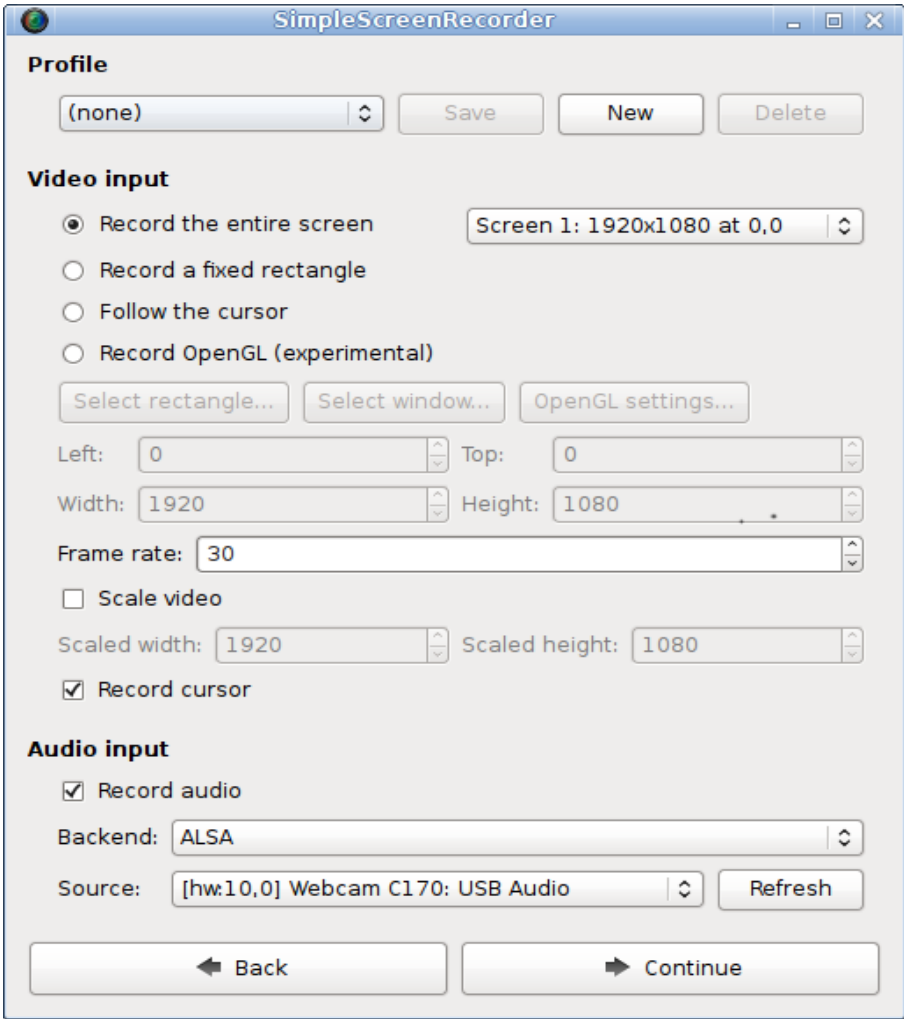 SimpleScreenRecorder
Profile
(none) Save New Delete
Video input
Record the entire screen Screen 1: 1920x1080 at 0,0
Record a fixed rectangle
Follow the cursor
Record OpenGL (experimental)
Select rectangle... Select window... OpenGL settings...
Left: 0 Top: 0
Width: 1920 Height: 1080
Frame rate: 30
Scale video
Scaled width: 1920 Scaled height: 1080
Record cursor
Audio input
Record audio
Backend: ALSA
Source: [hw:10,0] Webcam C170: USB Audio Refresh
Back Continue